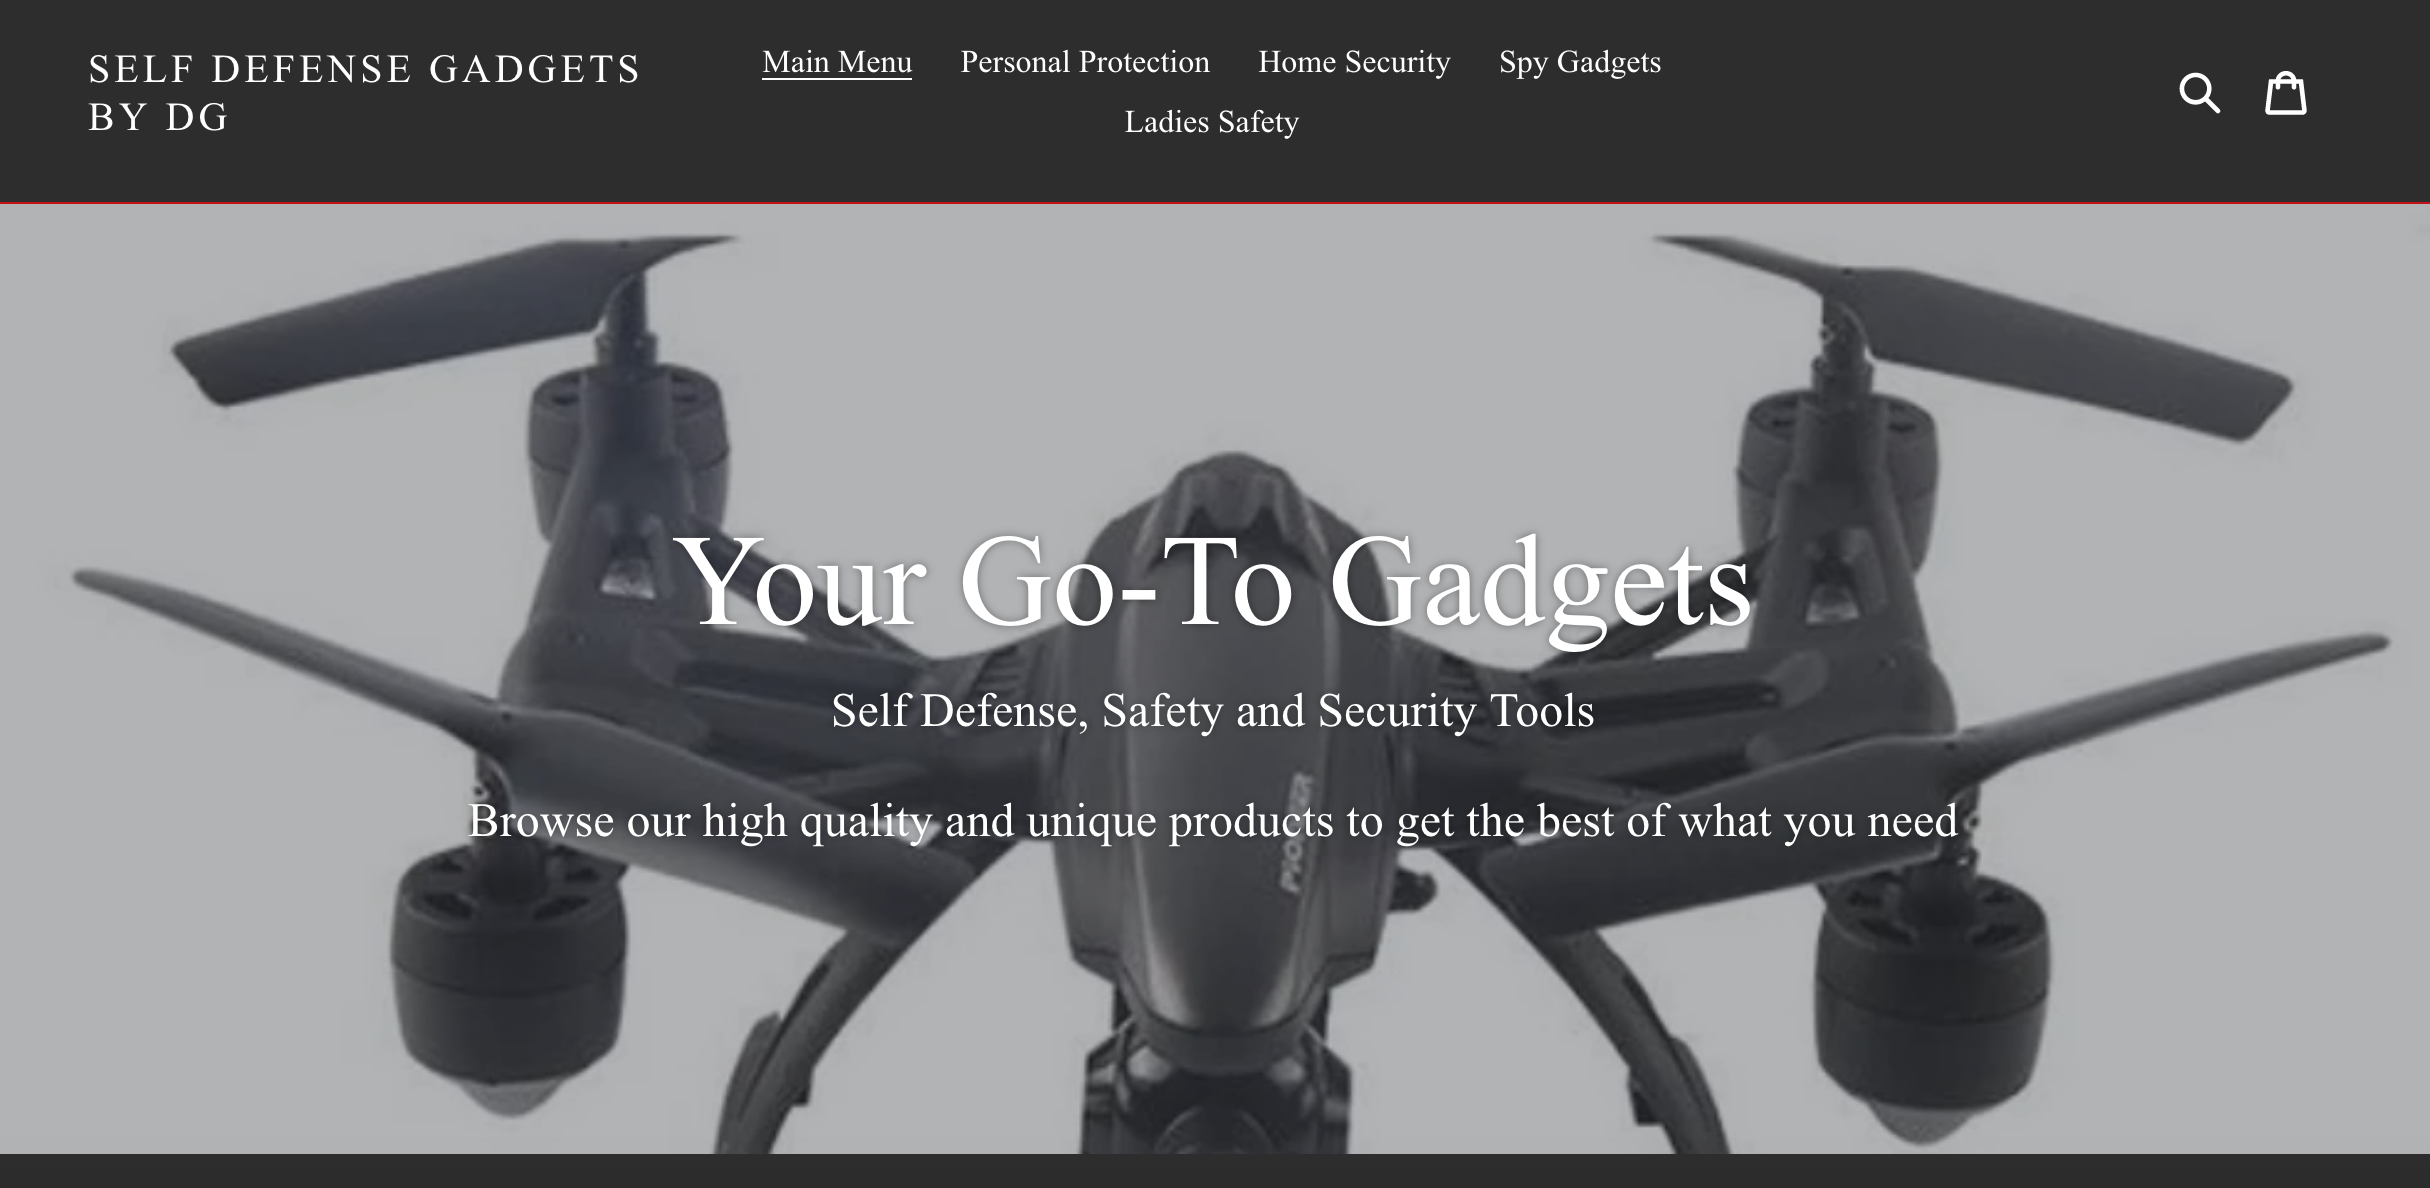 SELF DEFENSE GADGETS
BY DG
Main Menu Personal Protection Home Security Spy Gadgets
Ladies Safety
Your Go-To Gadgets
Self Defense, Safety and Security Tools
Browse our high quality and unique products to get the best of what you need